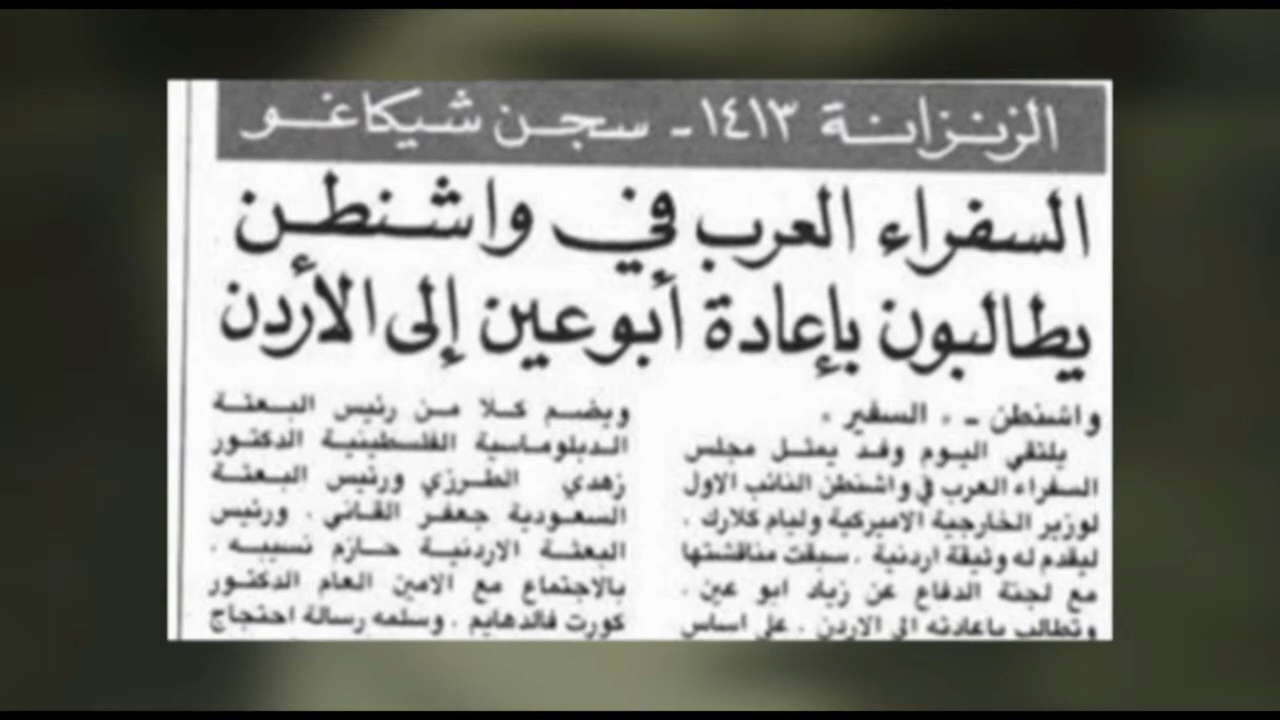 الزنزانة ١٤١٣ـ سجن شيكاغو
السفراء العرب في واشنطن
يطالبون بإعادة أبوعين إلى الأردن
واشنطن ـ « السفير »
يلتقي اليوم وفد يمثل مجلس
السفراء العرب في واشنطن النائب الاول
لوزير الخارجية الاميركية وليام كلارك ،
ليقدم له وثيقة اردنية ، سبقت مناقشتها
مع لجنة الدفاع عن زياد ابو عين ،
وتطالب باعادته الى الاردن ، على اساس
ويضم كلا من رئيس البعثة
الدبلوماسية الفلسطينية الدكتور
زهدي الطرزي ورئيس البعثة
السعودية جعفر القاني ، ورئيس
البعثة الاردنية حازم نسيبه ،
بالاجتماع مع الامين العام الدكتور
كورت فالدهايم ، وسلمه رسالة احتجاج